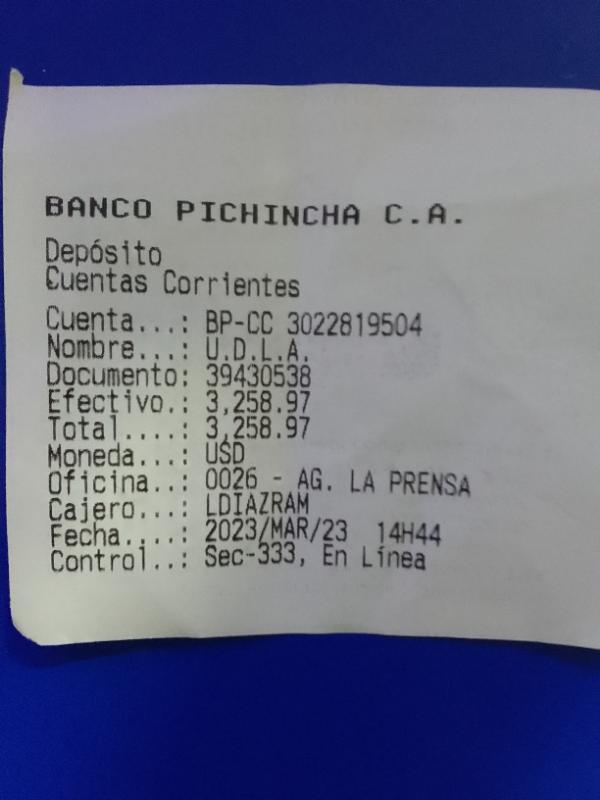 BANCO PICHINCHA C.A.
Depósito
Cuentas Corrientes
Cuenta...: BP-CC 3022819504
Nombre...: U.D.L.A.
Documento: 39430538
Efectivo.: 3,258.97
Total....: 3,258.97
Moneda...: USD
Oficina..: 0026 - AG. LA PRENSA
Cajero...: LDIAZRAM
Fecha....: 2023/MAR/23 14H44
Control..: Sec-333, En Línea